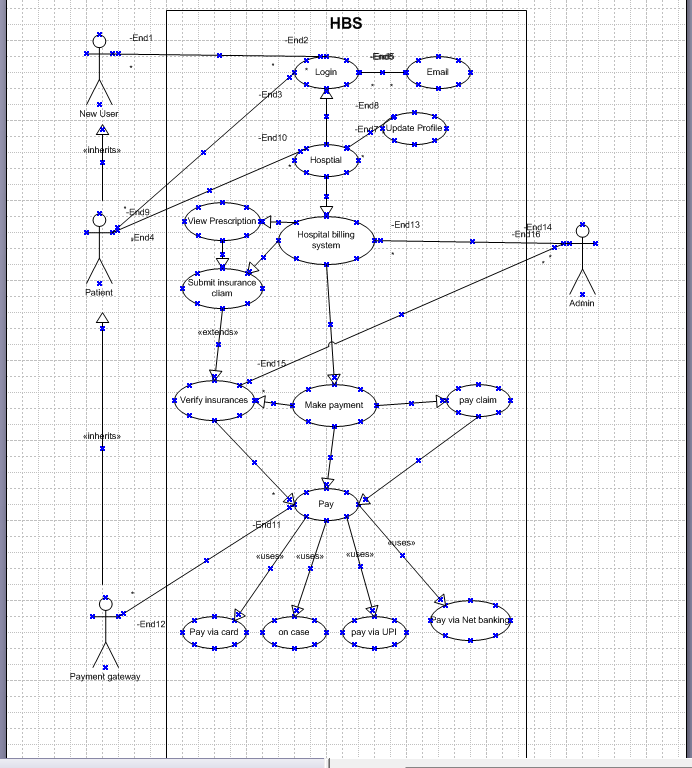 HBS
-End1
-End2
*
*
-End5
Login
Email
*
*
*
-End3
-End8
New User
-End7
Update Profile
-End10
«inherits»
Hosptial
*
*
*
-End9
-End4
View Prescription
Hospital billing
system
-End13
-End14
-End16
*
*
*
Submit insurance
cliam
Patient
Admin
«extends»
-End15
*
Verify insurances
Make payment
pay claim
«inherits»
*
Pay
-End11
«uses»
«uses»
«uses»
«uses»
*
-End12
Pay via card
on case
pay via UPI
Pay via Net banking
Payment gateway